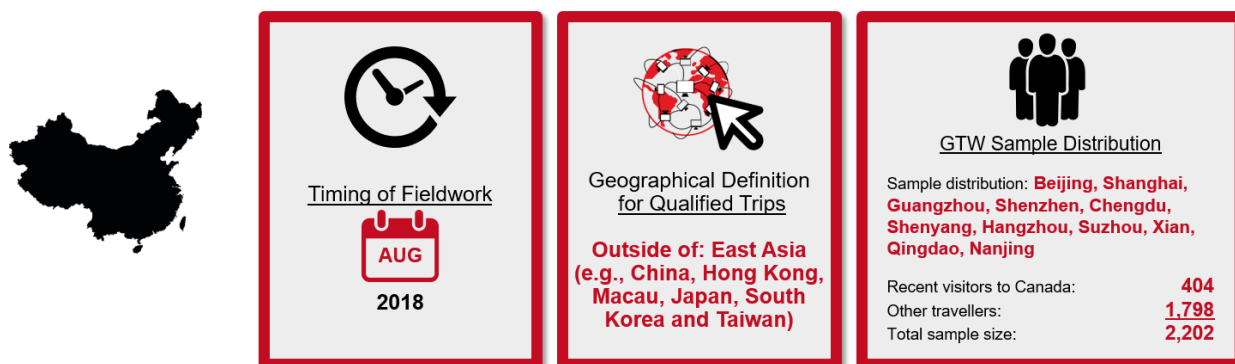 Timing of Fieldwork
AUG
2018
Geographical Definition
for Qualified Trips
Outside of: East Asia
(e.g., China, Hong Kong,
Macau, Japan, South
Korea and Taiwan)
GTW Sample Distribution
Sample distribution: Beijing, Shanghai,
Guangzhou, Shenzhen, Chengdu,
Shenyang, Hangzhou, Suzhou, Xian,
Qingdao, Nanjing
Recent visitors to Canada: 404
Other travellers: 1,798
Total sample size: 2,202